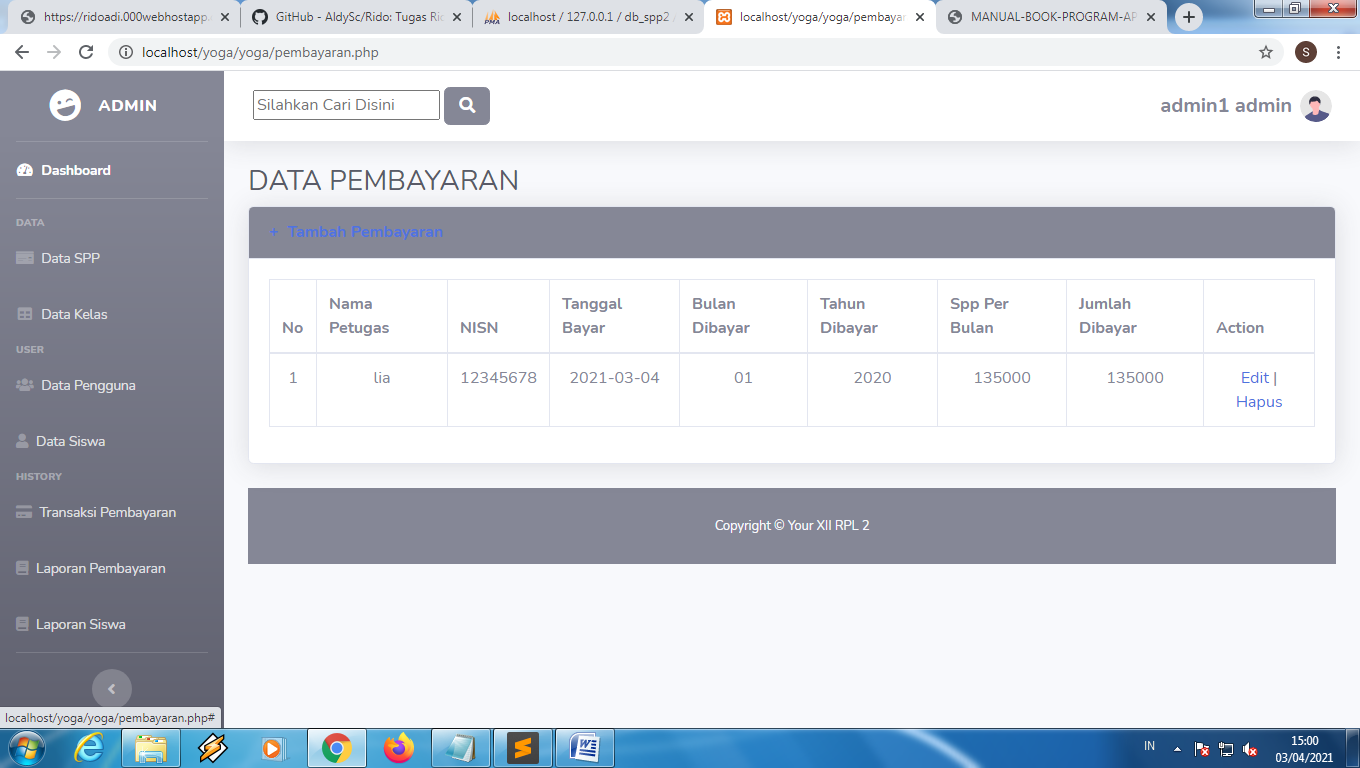 https://ridoadi.000webhostapp.
GitHub - AldySc/Rido: Tugas Ric
localhost / 127.0.0.1 / db_spp2 /
localhost/yoga/yoga/pembayaran
MANUAL-BOOK-PROGRAM-AP
localhost/yoga/yoga/pembayaran.php
S
ADMIN
Silahkan Cari Disini
admin1 admin
Dashboard
DATA
Data SPP
Data Kelas
USER
Data Pengguna
Data Siswa
HISTORY
Transaksi Pembayaran
Laporan Pembayaran
Laporan Siswa
DATA PEMBAYARAN
+ Tambah Pembayaran
No Nama Petugas NISN Tanggal Bayar Bulan Dibayar Tahun Dibayar Spp Per Bulan Jumlah Dibayar Action
1 lia 12345678 2021-03-04 01 2020 135000 135000 Edit | Hapus
Copyright © Your XII RPL 2
localhost/yoga/yoga/pembayaran.php#
IN
15:00
03/04/2021